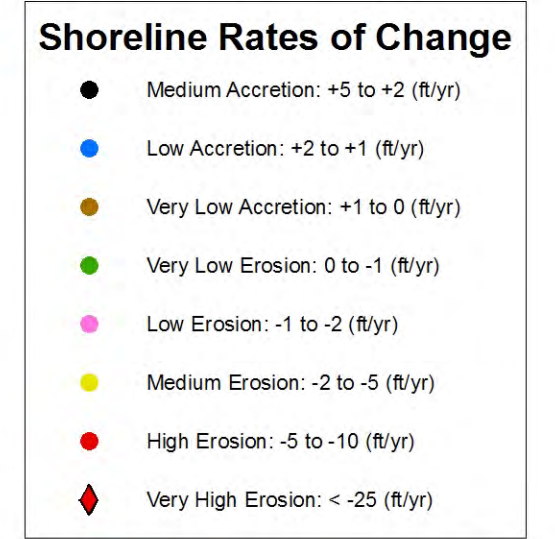 Shoreline Rates of Change
Medium Accretion: +5 to +2 (ft/yr)
Low Accretion: +2 to +1 (ft/yr)
Very Low Accretion: +1 to 0 (ft/yr)
Very Low Erosion: 0 to -1 (ft/yr)
Low Erosion: -1 to -2 (ft/yr)
Medium Erosion: -2 to -5 (ft/yr)
High Erosion: -5 to -10 (ft/yr)
Very High Erosion: < -25 (ft/yr)